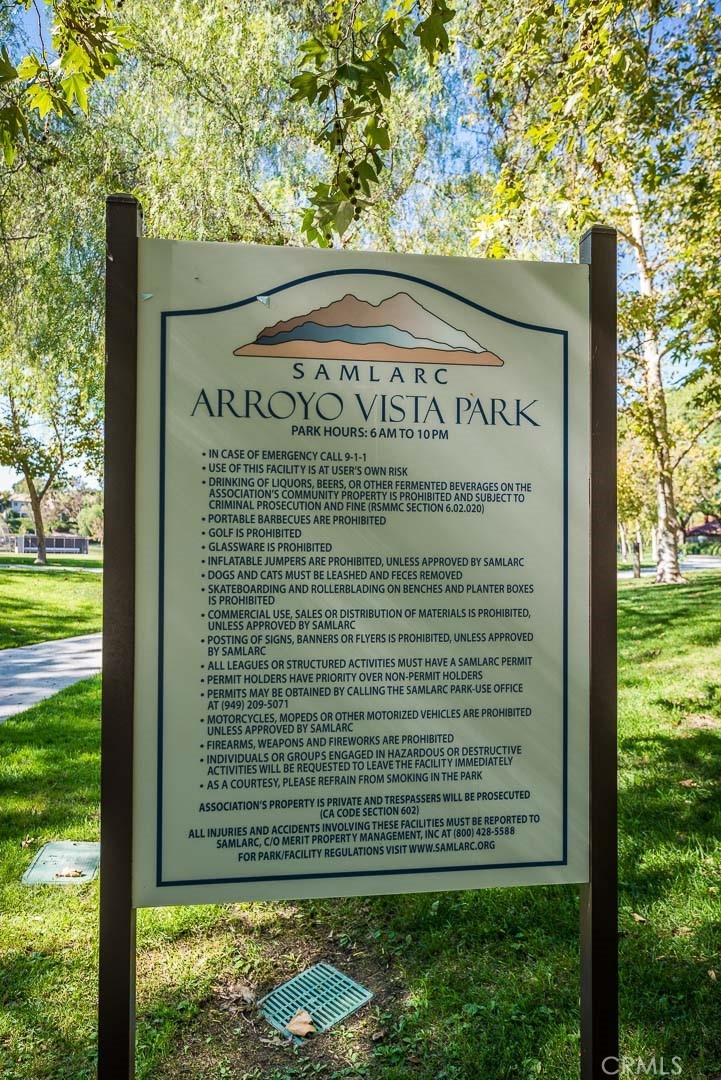 SAMLARC
ARROYO VISTA PARK
PARK HOURS: 6 AM TO 10 PM
• IN CASE OF EMERGENCY CALL 9-1-1
• USE OF THIS FACILITY IS AT USER'S OWN RISK
• DRINKING OF LIQUORS, BEERS, OR OTHER FERMENTED BEVERAGES ON THE
ASSOCIATION'S COMMUNITY PROPERTY IS PROHIBITED AND SUBJECT TO
CRIMINAL PROSECUTION AND FINE (RSMMC SECTION 6.02.020)
• PORTABLE BARBECUES ARE PROHIBITED
• GOLF IS PROHIBITED
• GLASSWARE IS PROHIBITED
• INFLATABLE JUMPERS ARE PROHIBITED, UNLESS APPROVED BY SAMLARC
• DOGS AND CATS MUST BE LEASHED AND FECES REMOVED
• SKATEBOARDING AND ROLLERBLADING ON BENCHES AND PLANTER BOXES
IS PROHIBITED
• COMMERCIAL USE, SALES OR DISTRIBUTION OF MATERIALS IS PROHIBITED,
UNLESS APPROVED BY SAMLARC
• POSTING OF SIGNS, BANNERS OR FLYERS IS PROHIBITED, UNLESS APPROVED
BY SAMLARC
• ALL LEAGUES OR STRUCTURED ACTIVITIES MUST HAVE A SAMLARC PERMIT
• PERMIT HOLDERS HAVE PRIORITY OVER NON-PERMIT HOLDERS
• PERMITS MAY BE OBTAINED BY CALLING THE SAMLARC PARK-USE OFFICE
AT (949) 209-5071
• MOTORCYCLES, MOPEDS OR OTHER MOTORIZED VEHICLES ARE PROHIBITED
UNLESS APPROVED BY SAMLARC
• FIREARMS, WEAPONS AND FIREWORKS ARE PROHIBITED
• INDIVIDUALS OR GROUPS ENGAGED IN HAZARDOUS OR DESTRUCTIVE
ACTIVITIES WILL BE REQUESTED TO LEAVE THE FACILITY IMMEDIATELY
• AS A COURTESY, PLEASE REFRAIN FROM SMOKING IN THE PARK
ASSOCIATION'S PROPERTY IS PRIVATE AND TRESPASSERS WILL BE PROSECUTED
(CA CODE SECTION 602)
ALL INJURIES AND ACCIDENTS INVOLVING THESE FACILITIES MUST BE REPORTED TO
SAMLARC, C/O MERIT PROPERTY MANAGEMENT, INC AT (800) 428-5588
FOR PARK/FACILITY REGULATIONS VISIT WWW.SAMLARC.ORG
CRMLS